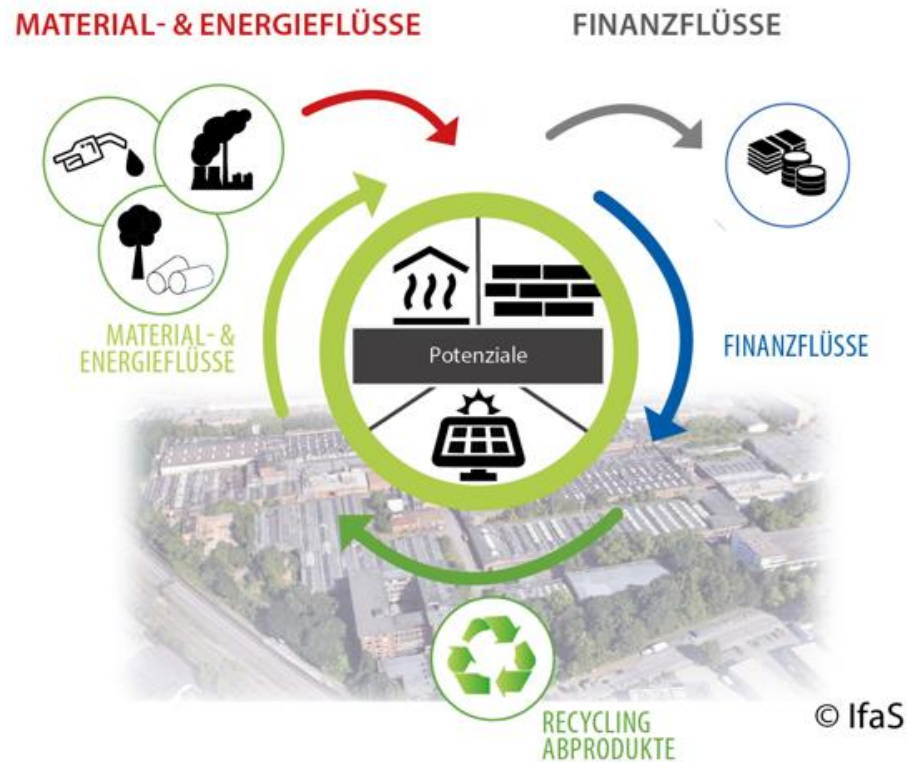 MATERIAL- & ENERGIEFLÜSSE
FINANZFLÜSSE
Potenziale
MATERIAL- &
ENERGIEFLÜSSE
FINANZFLÜSSE
RECYCLING
ABPRODUKTE
© IfaS